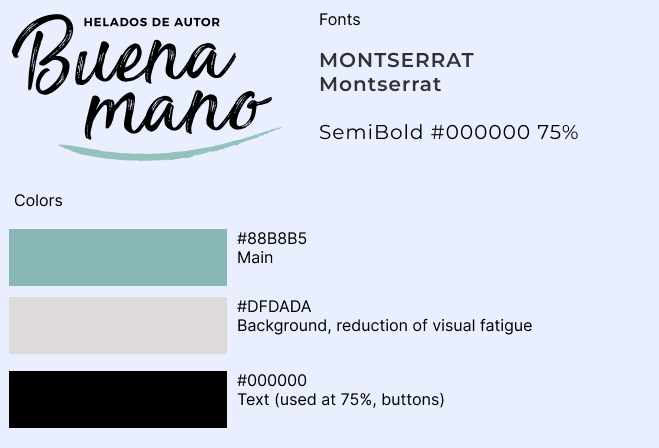 HELADOS DE AUTOR
Buena
mano
Fonts
MONTSERRAT
Montserrat
SemiBold #000000 75%
Colors
#88B8B5
Main
#DFDADA
Background, reduction of visual fatigue
#000000
Text (used at 75%, buttons)